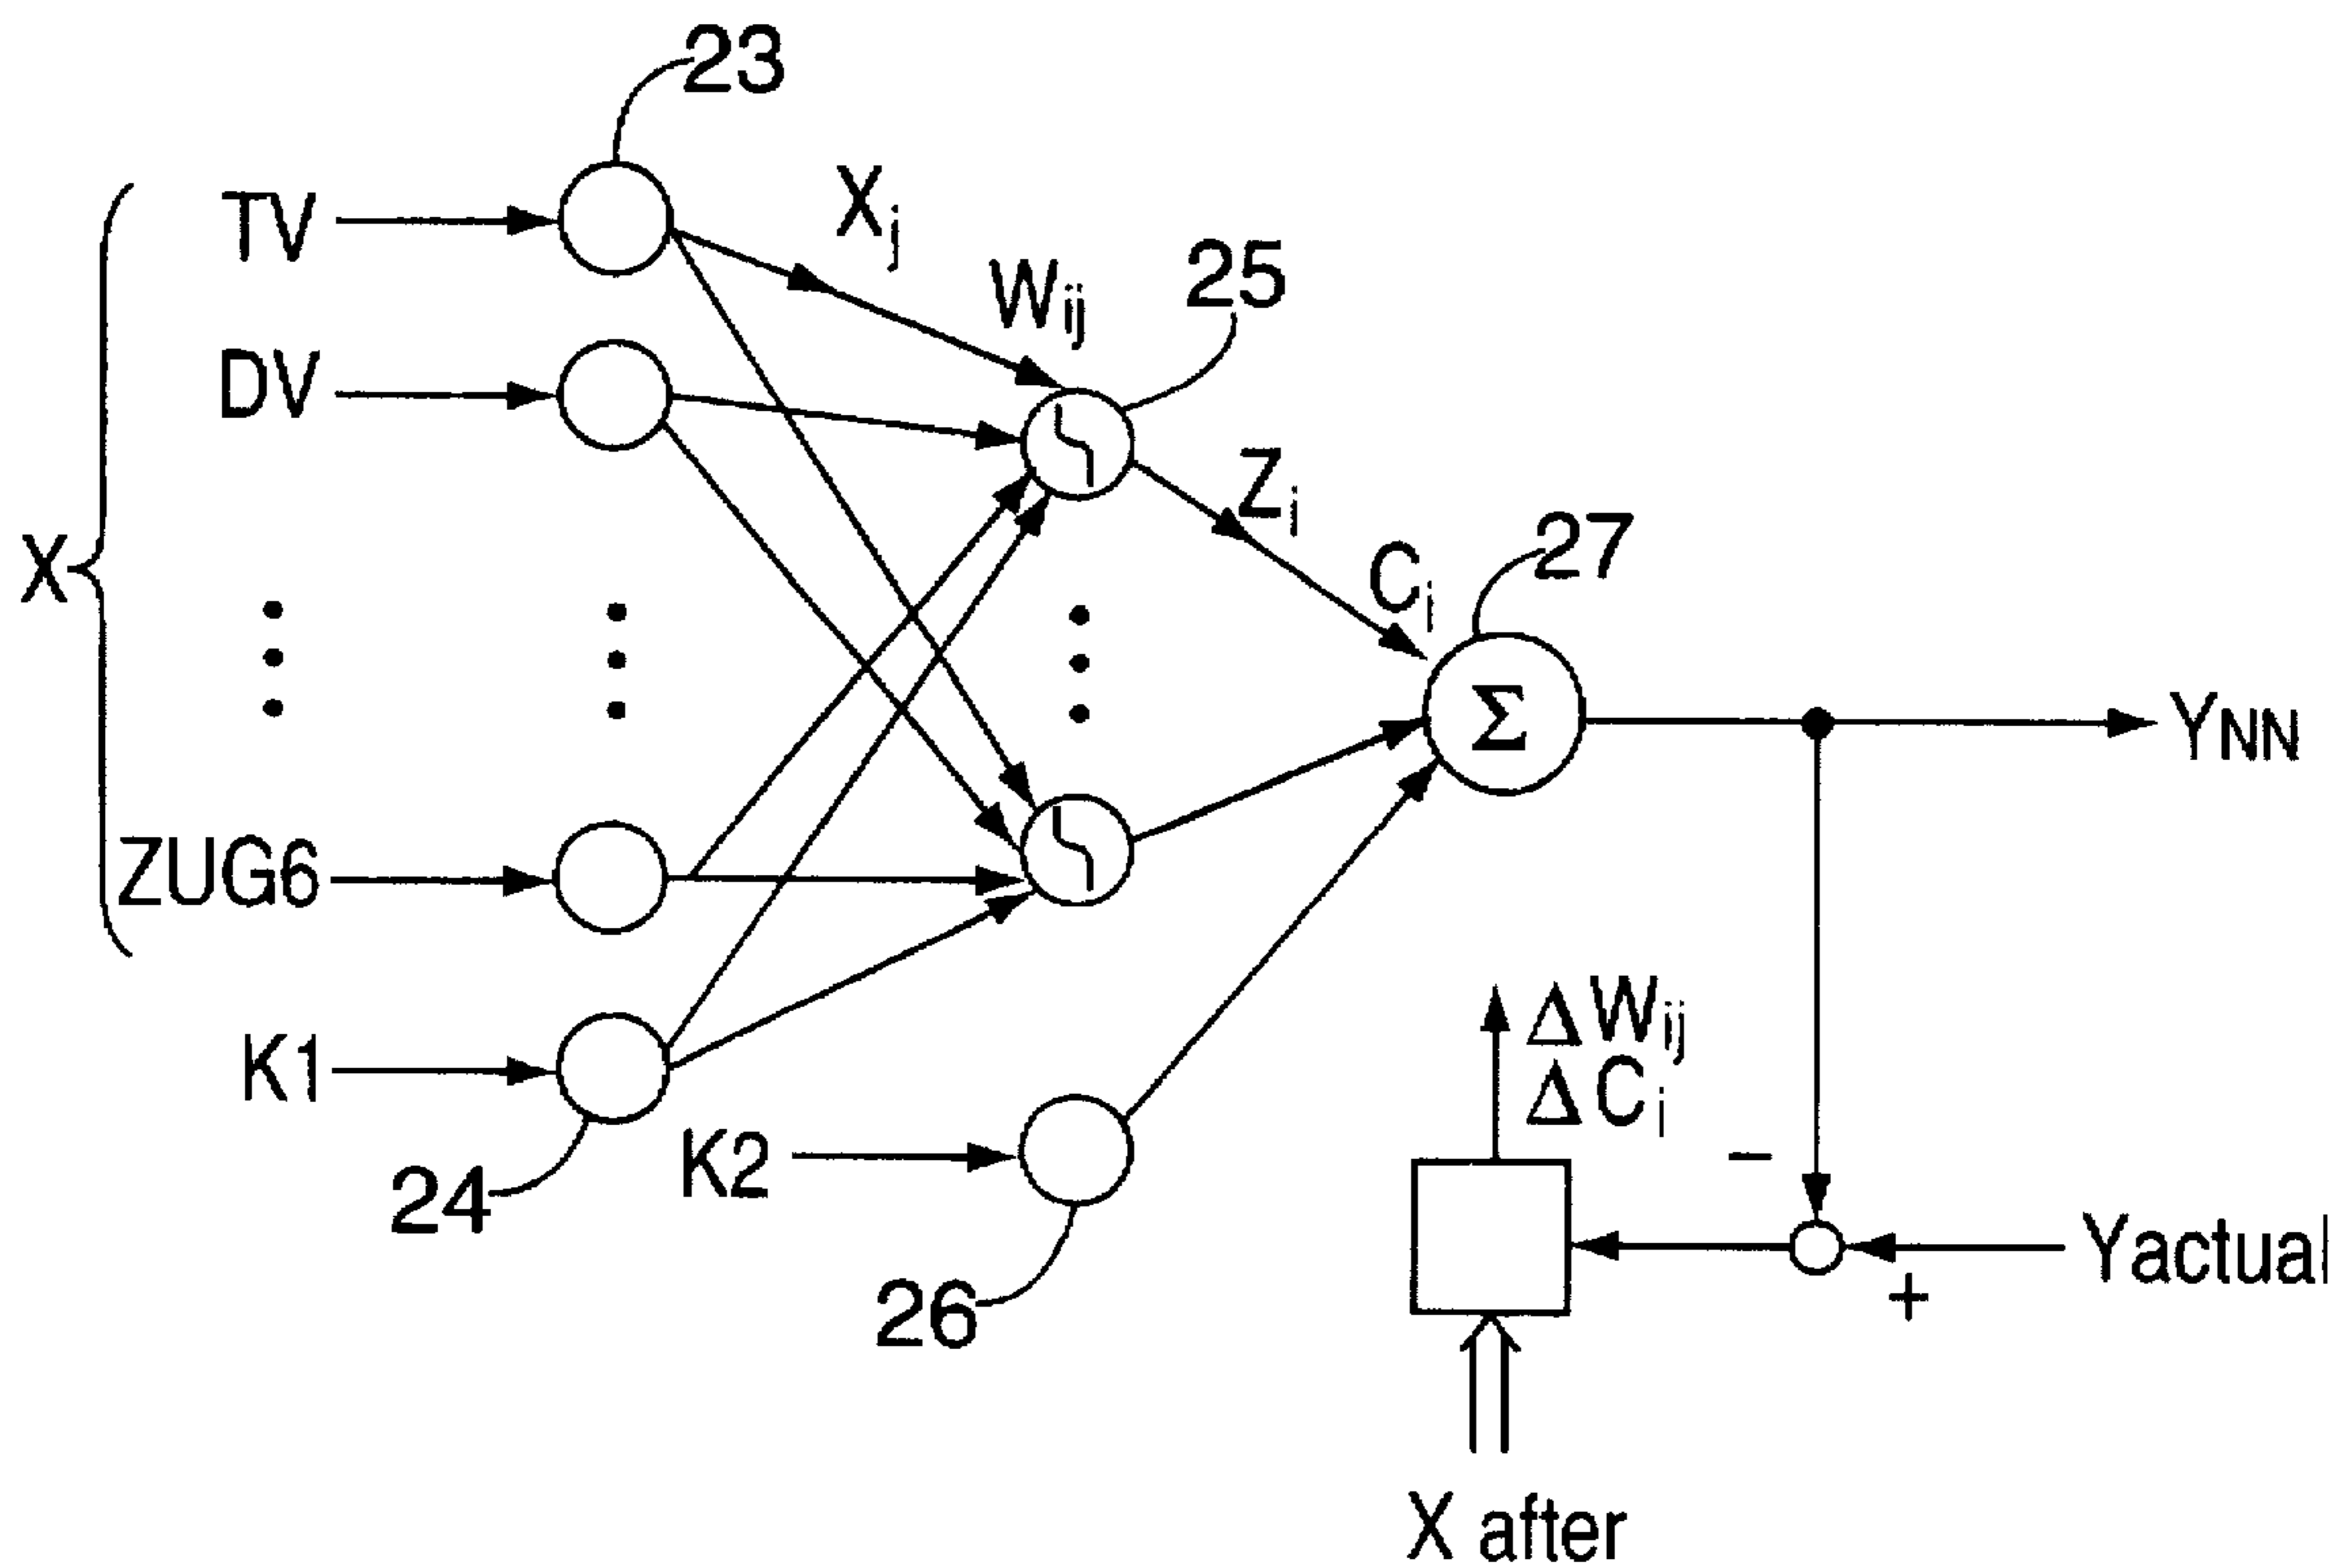 23
TV
Xj
Wij
25
DV
Zi
X
Ci
27
Σ
YNN
ZUG6
K1
ΔWij
ΔCi
24
K2
−
26
Yactual
+
X after